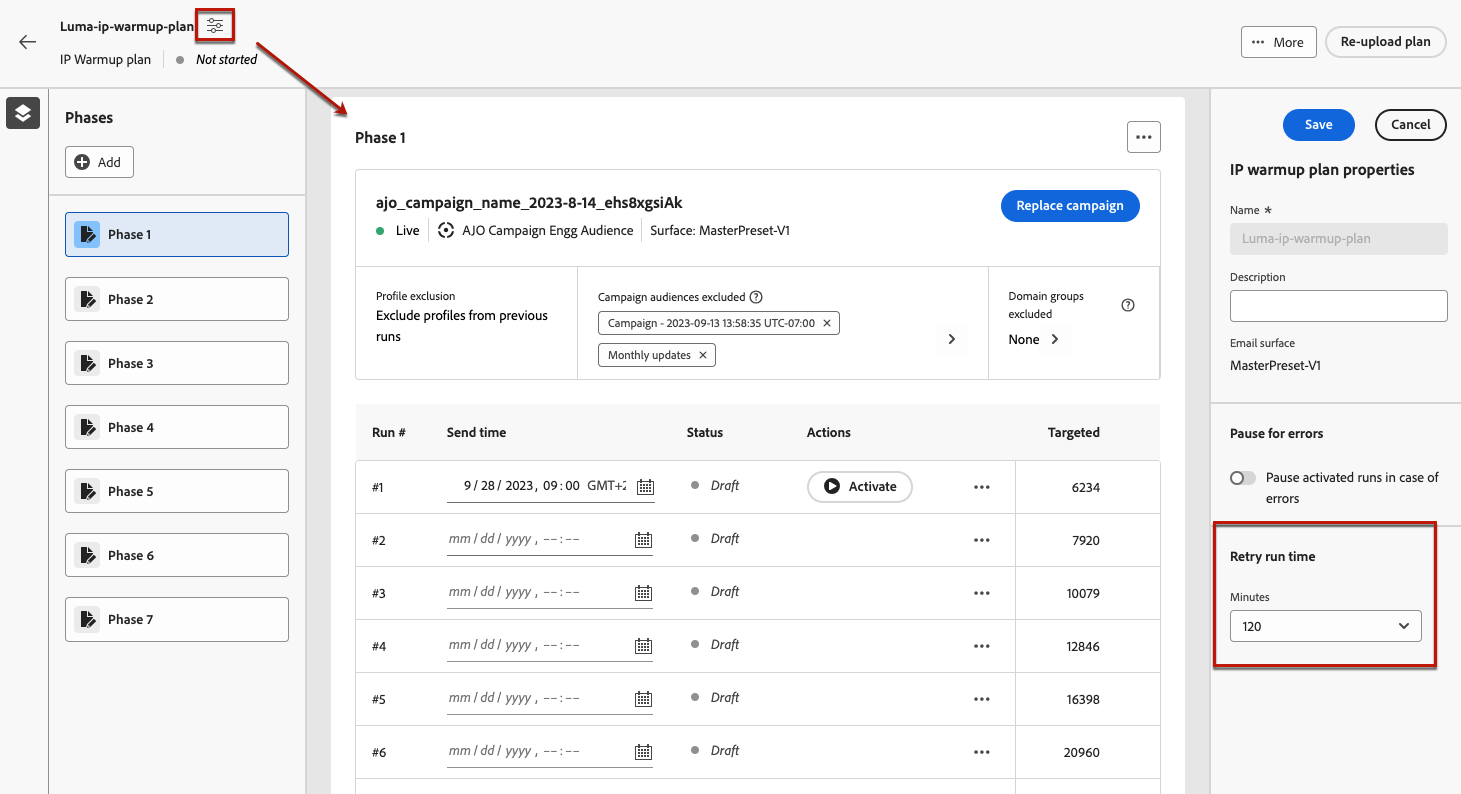 Luma-ip-warmup-plan
IP Warmup plan
Not started
More
Re-upload plan
Phases
Add
Phase 1
Phase 2
Phase 3
Phase 4
Phase 5
Phase 6
Phase 7
Phase 1
ajo_campaign_name_2023-8-14_ehs8xgsiAk
Replace campaign
Live
AJO Campaign Engg Audience
Surface: MasterPreset-V1
Profile exclusion
Exclude profiles from previous
runs
Campaign audiences excluded
Campaign - 2023-09-13 13:58:35 UTC-07:00
Monthly updates
Domain groups
excluded
None
Run # Send time Status Actions Targeted
#1 9/28/2023, 09:00 GMT+2 Draft Activate 6234
#2 mm/dd/yyyy, --:-- Draft 7920
#3 mm/dd/yyyy, --:-- Draft 10079
#4 mm/dd/yyyy, --:-- Draft 12846
#5 mm/dd/yyyy, --:-- Draft 16398
#6 mm/dd/yyyy, --:-- Draft 20960
Save
Cancel
IP warmup plan properties
Name *
Luma-ip-warmup-plan
Description
Email surface
MasterPreset-V1
Pause for errors
Pause activated runs in case of
errors
Retry run time
Minutes
120